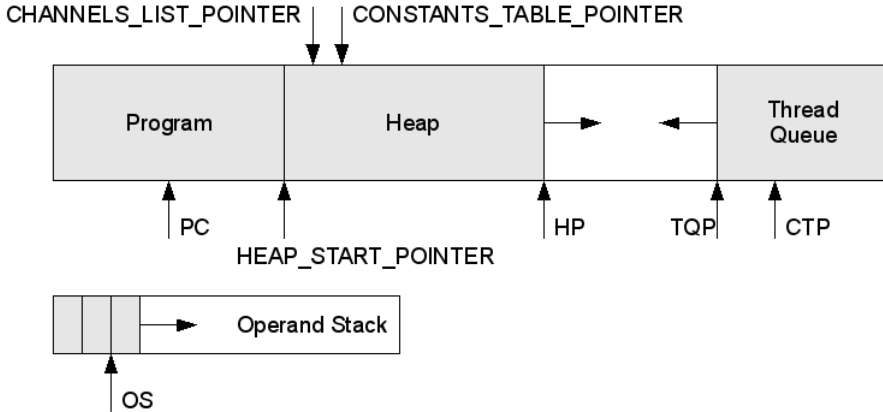 CHANNELS_LIST_POINTER CONSTANTS_TABLE_POINTER
Program
Heap
Thread
Queue
PC
HP
TQP
CTP
HEAP_START_POINTER
Operand Stack
OS